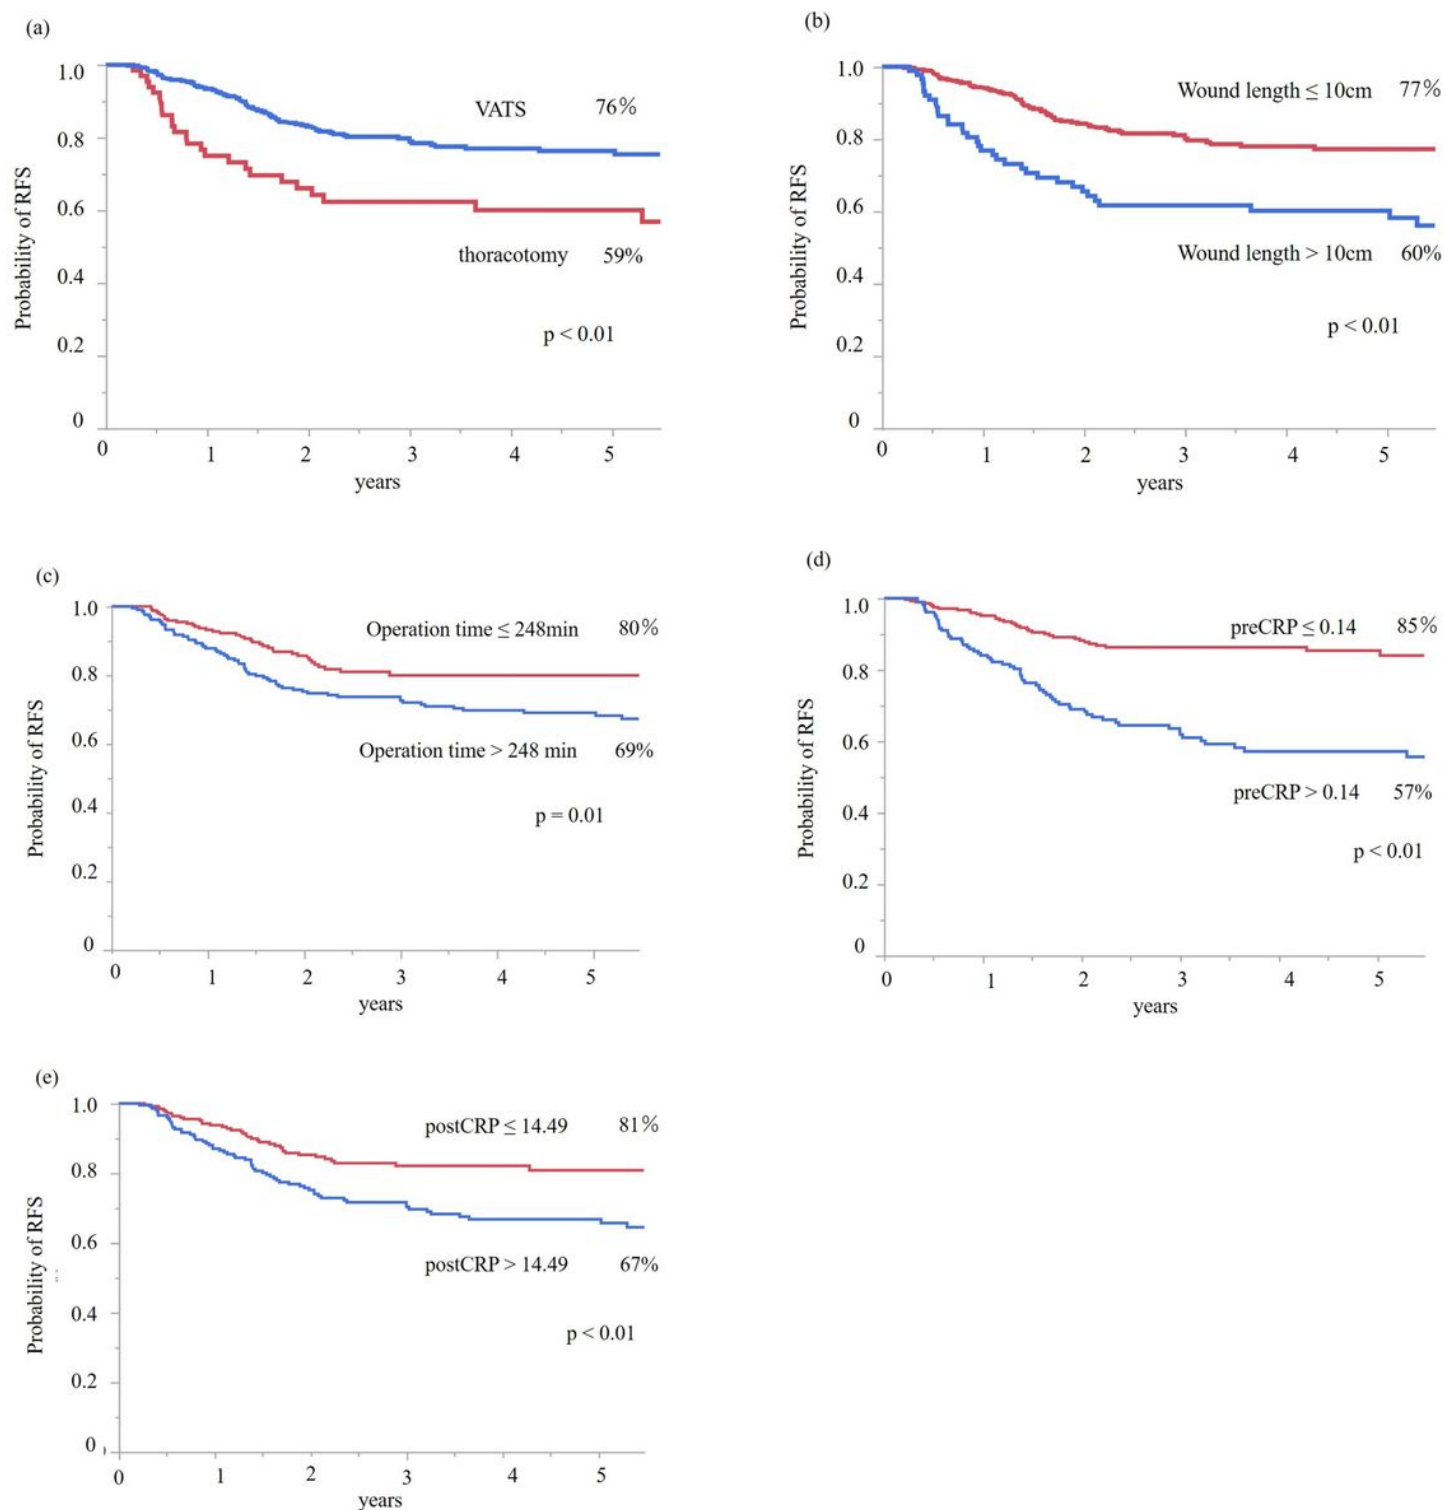 (a)
1.0
0.8
0.6
0.4
0.2
0
Probability of RFS
VATS 76%
thoracotomy 59%
p < 0.01
0 1 2 3 4 5
years
(b)
1.0
0.8
0.6
0.4
0.2
0
Probability of RFS
Wound length ≤ 10cm 77%
Wound length > 10cm 60%
p < 0.01
0 1 2 3 4 5
years
(c)
1.0
0.8
0.6
0.4
0.2
0
Probability of RFS
Operation time ≤ 248min 80%
Operation time > 248 min 69%
p = 0.01
0 1 2 3 4 5
years
(d)
1.0
0.8
0.6
0.4
0.2
0
Probability of RFS
preCRP ≤ 0.14 85%
preCRP > 0.14 57%
p < 0.01
0 1 2 3 4 5
years
(e)
1.0
0.8
0.6
0.4
0.2
0
Probability of RFS
postCRP ≤ 14.49 81%
postCRP > 14.49 67%
p < 0.01
0 1 2 3 4 5
years